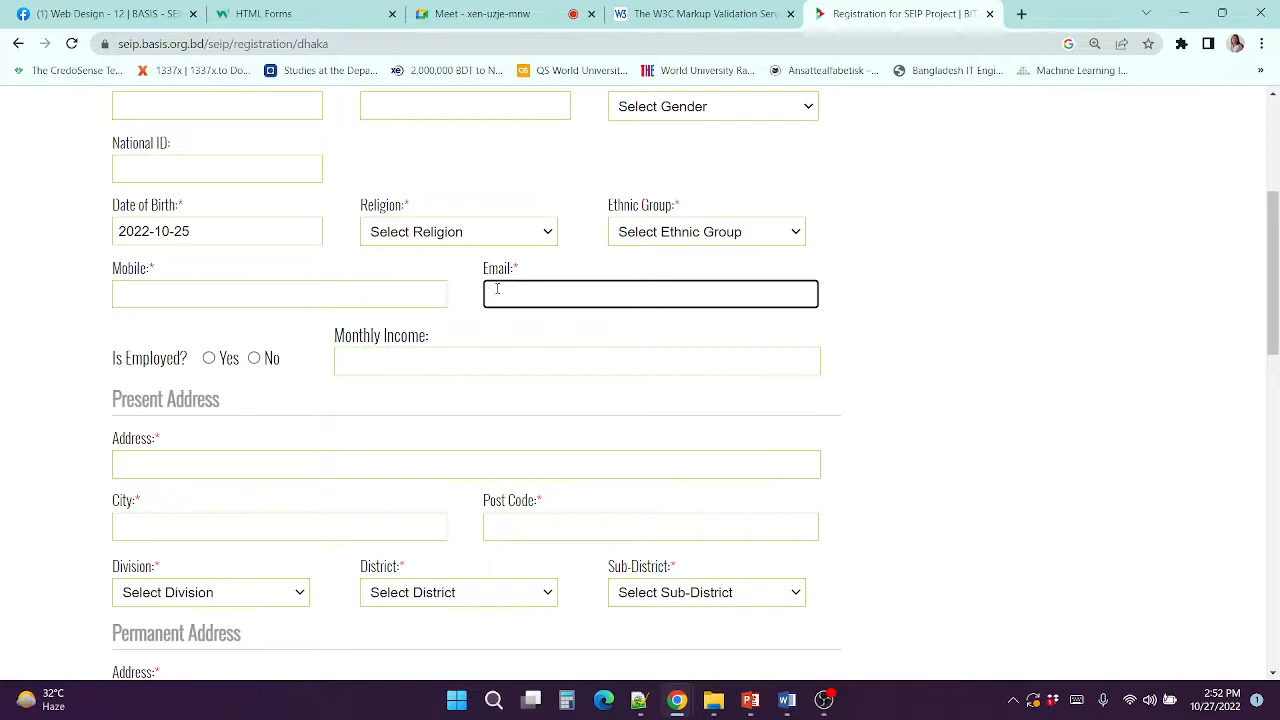 Web Design - BASIS - SEI
HTML Forms
Meet - xen-uzje-mnw
The W3C Markup Validation Serv
Registration for SEIP Project | BIT
seip.basis.org.bd/seip/registration/dhaka
The CredoSense Te...
1337x | 1337x.to Do...
Studies at the Depa...
2,000,000 BDT to N...
QS World Universit...
World University Ra...
Ansattealfabetisk –...
Bangladesh IT Engi...
Machine Learning I...
»
Select Gender
National ID:
Date of Birth:*
Religion:*
Ethnic Group:*
2022-10-25
Select Religion
Select Ethnic Group
Mobile:*
Email:*
Monthly Income:
Is Employed? Yes No
Present Address
Address:*
City:*
Post Code:*
Division:*
District:*
Sub-District:*
Select Division
Select District
Select Sub-District
Permanent Address
Address:*
32°C
Haze
2:52 PM
10/27/2022
1